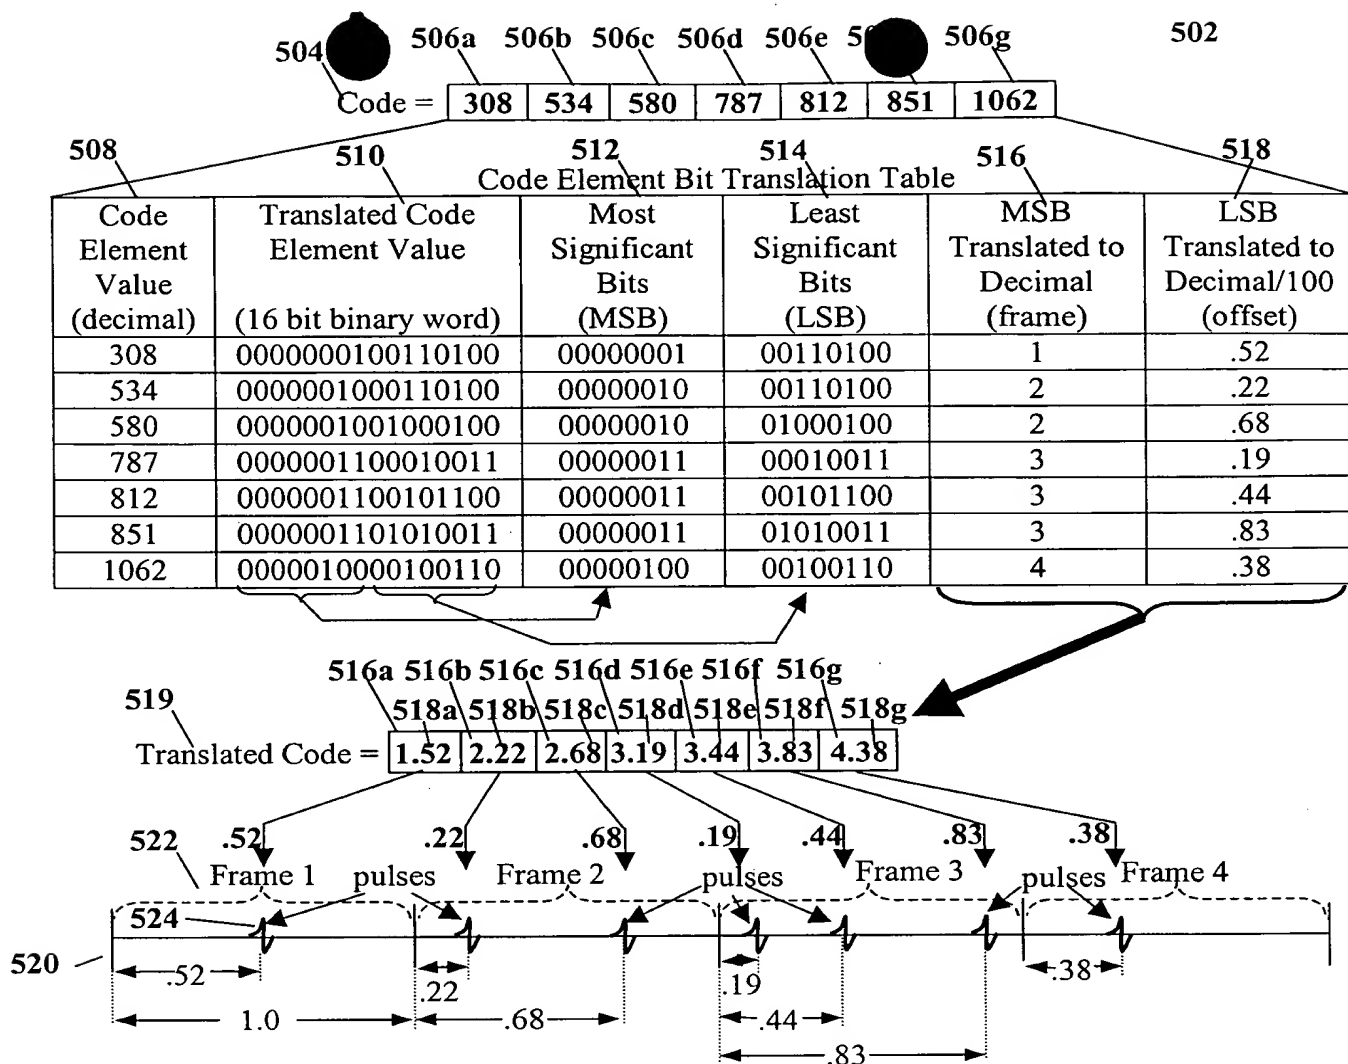 504 506a 506b 506c 506d 506e 506g 502
Code = 308 534 580 787 812 851 1062
508 510 512 514 516 518
Code Element Bit Translation Table
Code Element Value (decimal) Translated Code Element Value (16 bit binary word) Most Significant Bits (MSB) Least Significant Bits (LSB) MSB Translated to Decimal (frame) LSB Translated to Decimal/100 (offset)
308 0000000100110100 00000001 00110100 1 .52
534 0000001000110100 00000010 00110100 2 .22
580 0000001001000100 00000010 01000100 2 .68
787 0000001100010011 00000011 00010011 3 .19
812 0000001100101100 00000011 00101100 3 .44
851 0000001101010011 00000011 01010011 3 .83
1062 0000010000100110 00000100 00100110 4 .38
516a 516b 516c 516d 516e 516f 516g
519 518a 518b 518c 518d 518e 518f 518g
Translated Code = 1.52 2.22 2.68 3.19 3.44 3.83 4.38
522 .52 .22 .68 .19 .44 .83 .38
Frame 1 pulses Frame 2 pulses Frame 3 pulses Frame 4
524
520 .52 .22 .19 .38
1.0 .68 .44
.83